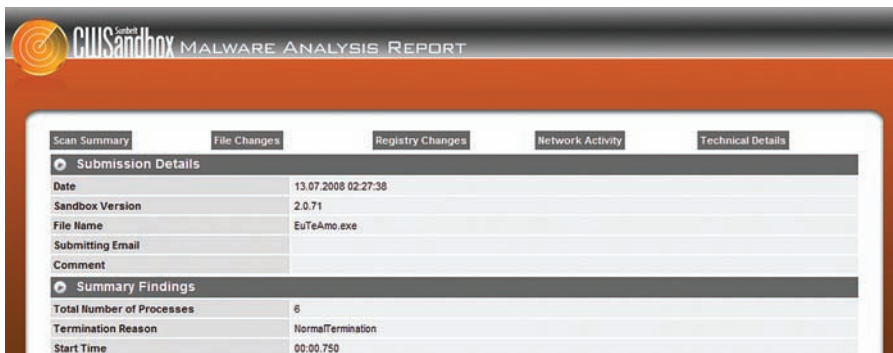 Sunbelt
CWSandbox MALWARE ANALYSIS REPORT
Scan Summary File Changes Registry Changes Network Activity Technical Details
Submission Details
Date 13.07.2008 02:27:38
Sandbox Version 2.0.71
File Name EuTeAmo.exe
Submitting Email
Comment
Summary Findings
Total Number of Processes 6
Termination Reason NormalTermination
Start Time 00:00.750